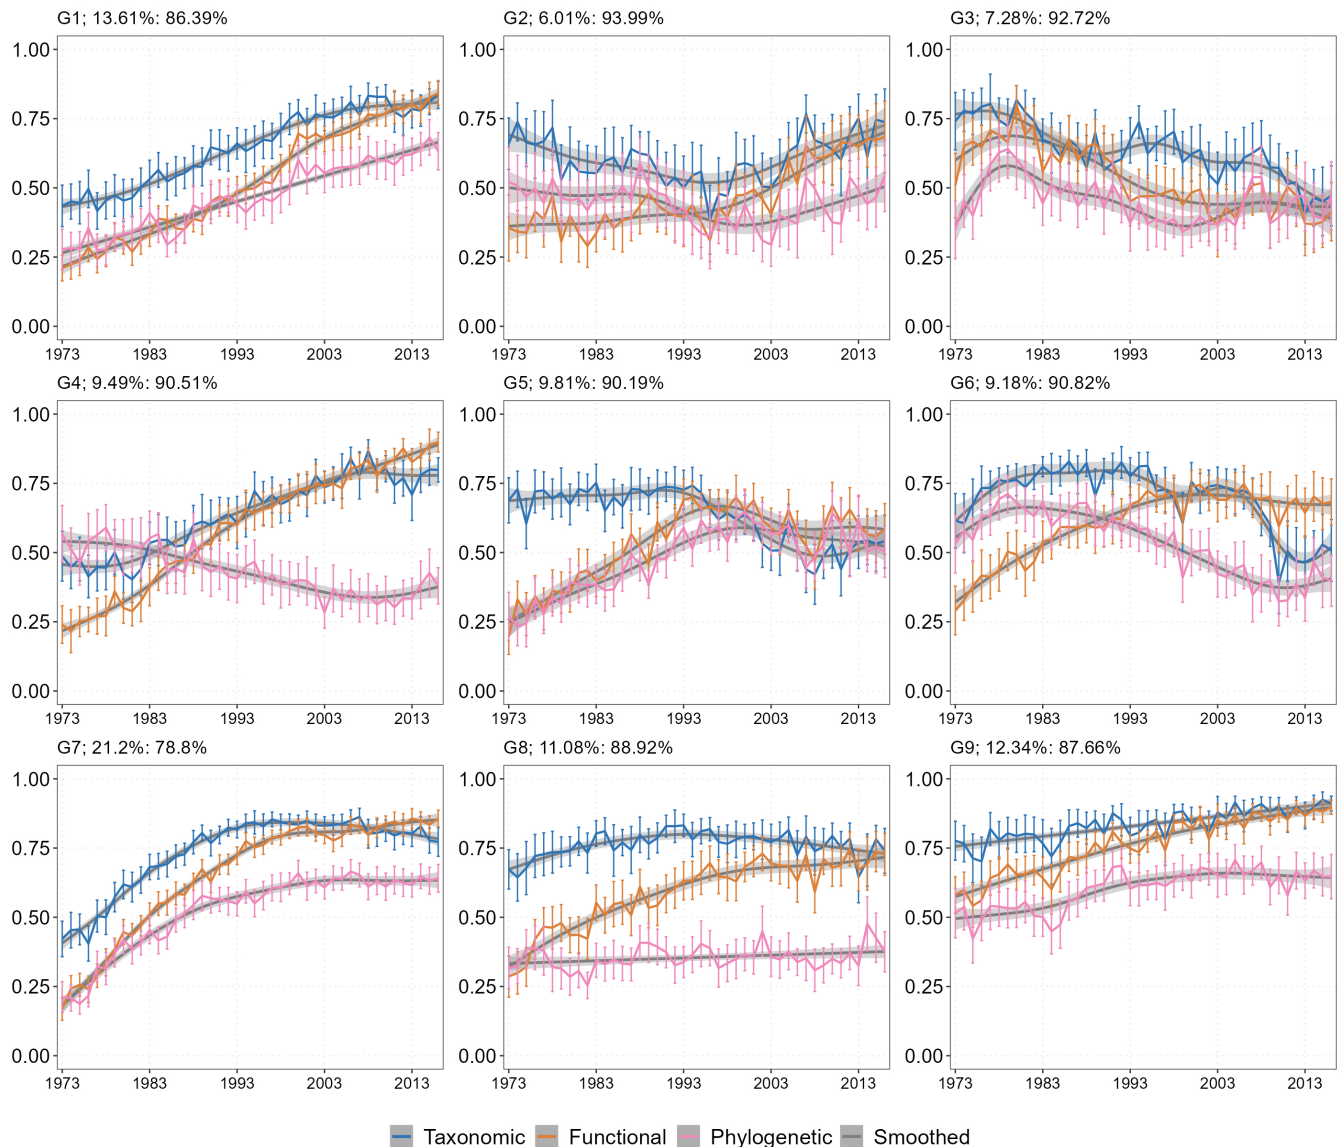 G1; 13.61%: 86.39%
G2; 6.01%: 93.99%
G3; 7.28%: 92.72%
1.00
0.75
0.50
0.25
0.00
1973 1983 1993 2003 2013
1.00
0.75
0.50
0.25
0.00
1973 1983 1993 2003 2013
1.00
0.75
0.50
0.25
0.00
1973 1983 1993 2003 2013
G4; 9.49%: 90.51%
G5; 9.81%: 90.19%
G6; 9.18%: 90.82%
1.00
0.75
0.50
0.25
0.00
1973 1983 1993 2003 2013
1.00
0.75
0.50
0.25
0.00
1973 1983 1993 2003 2013
1.00
0.75
0.50
0.25
0.00
1973 1983 1993 2003 2013
G7; 21.2%: 78.8%
G8; 11.08%: 88.92%
G9; 12.34%: 87.66%
1.00
0.75
0.50
0.25
0.00
1973 1983 1993 2003 2013
1.00
0.75
0.50
0.25
0.00
1973 1983 1993 2003 2013
1.00
0.75
0.50
0.25
0.00
1973 1983 1993 2003 2013
Taxonomic Functional Phylogenetic Smoothed